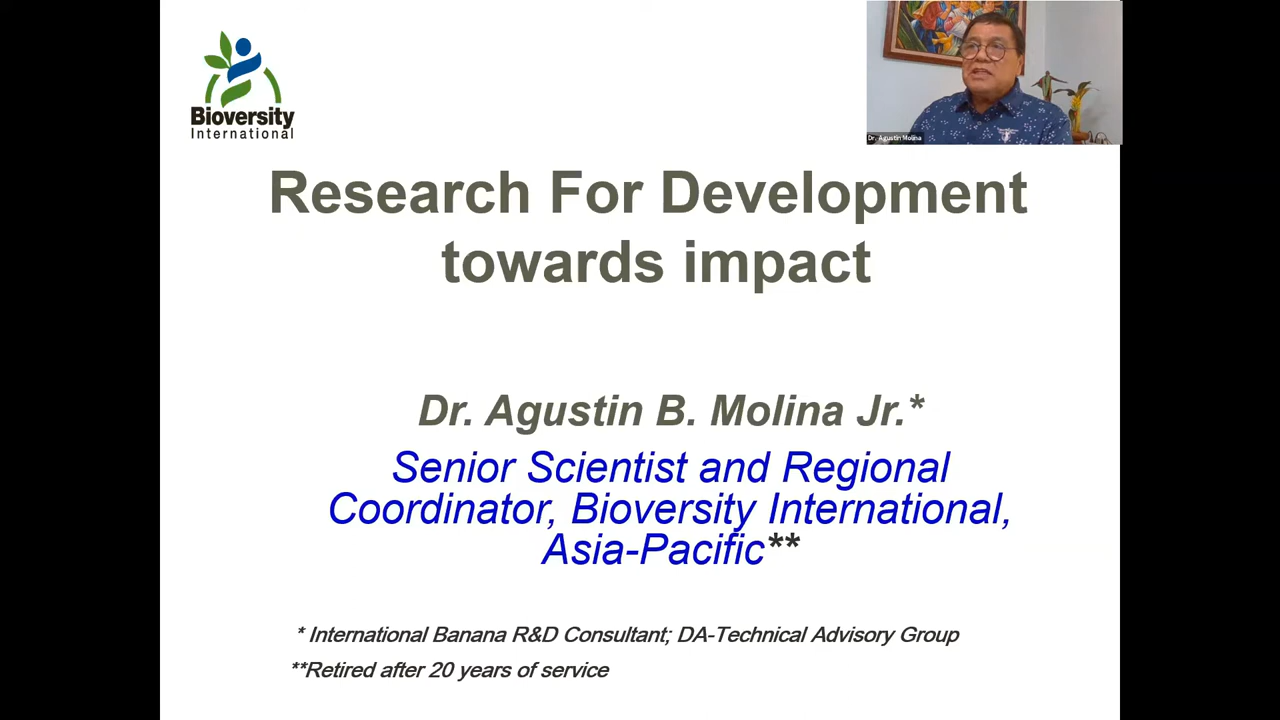 Bioversity
International
Dr. Agustin Molina
Research For Development
towards impact
Dr. Agustin B. Molina Jr.*
Senior Scientist and Regional
Coordinator, Bioversity International,
Asia-Pacific**
* International Banana R&D Consultant; DA-Technical Advisory Group
**Retired after 20 years of service